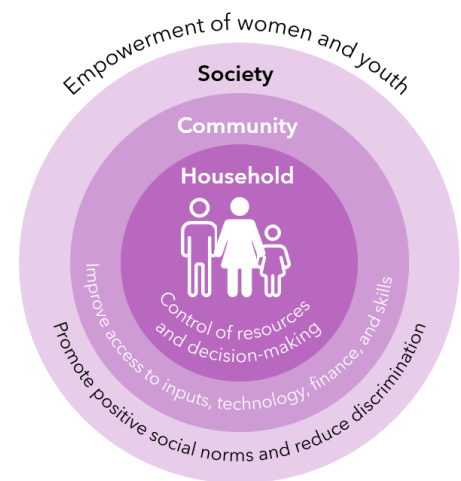 Empowerment of women and youth
Society
Community
Household
Control of resources
and decision-making
Improve access to inputs, technology, finance, and skills
Promote positive social norms and reduce discrimination